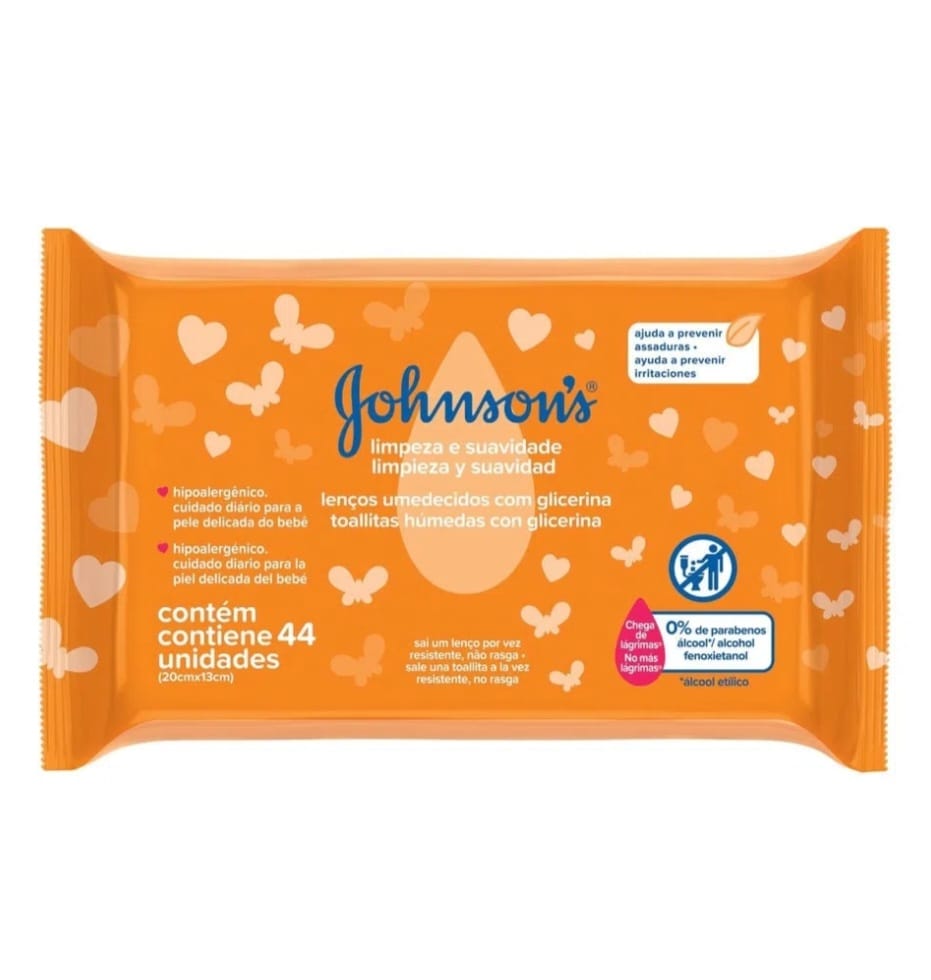 Johnson's®
limpeza e suavidade
limpieza y suavidad
lenços umedecidos com glicerina
toallitas húmedas con glicerina
ajuda a prevenir
assaduras •
ayuda a prevenir
irritaciones
hipoalergênico.
cuidado diário para a
pele delicada do bebê
hipoalergénico.
cuidado diario para la
piel delicada del bebé
contém
contiene 44
unidades
(20cmx13cm)
sai um lenço por vez
resistente, não rasga •
sale una toallita a la vez
resistente, no rasga
Chega
de
lágrimas®
No más
lágrimas®
0% de parabenos
álcool*/ alcohol
fenoxietanol
*álcool etílico